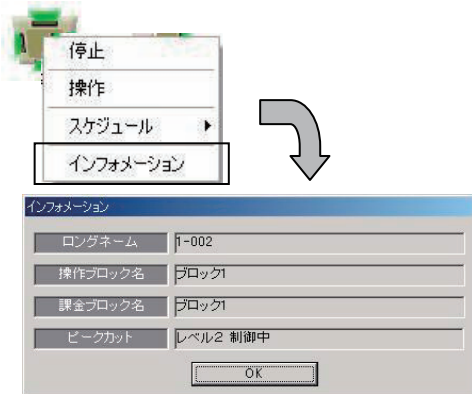 停止
操作
スケジュール
インフォメーション
インフォメーション
ロングネーム 1-002
操作ブロック名 ブロック1
課金ブロック名 ブロック1
ピークカット レベル2 制御中
OK